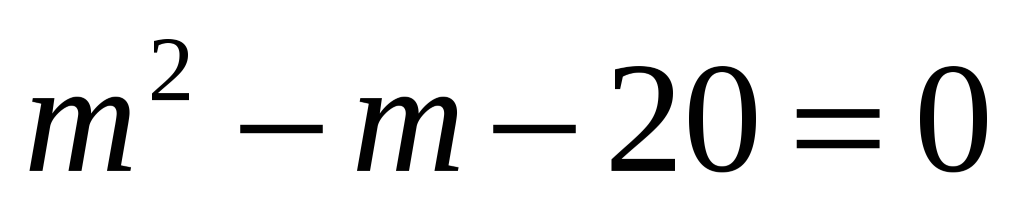 m² − m − 20 = 0